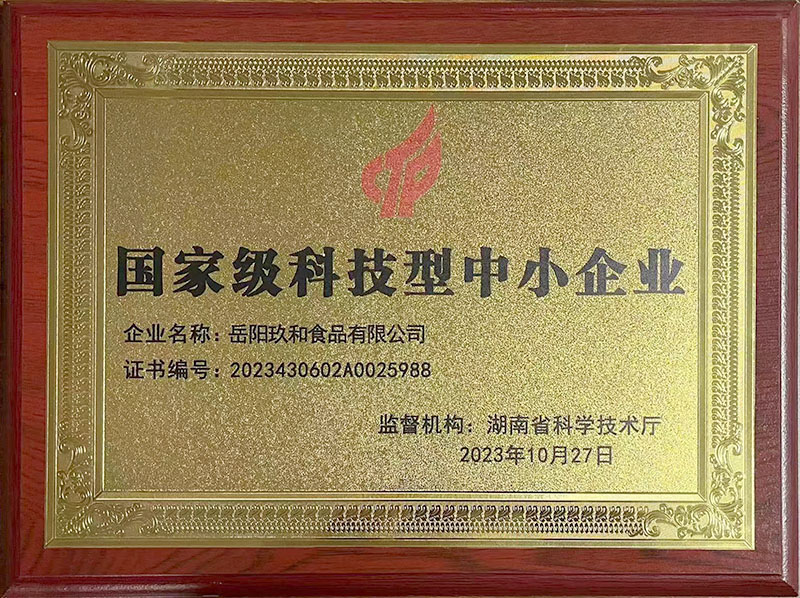 国家级科技型中小企业
企业名称：岳阳玖和食品有限公司
证书编号：2023430602A0025988
监督机构：湖南省科学技术厅
2023年10月27日